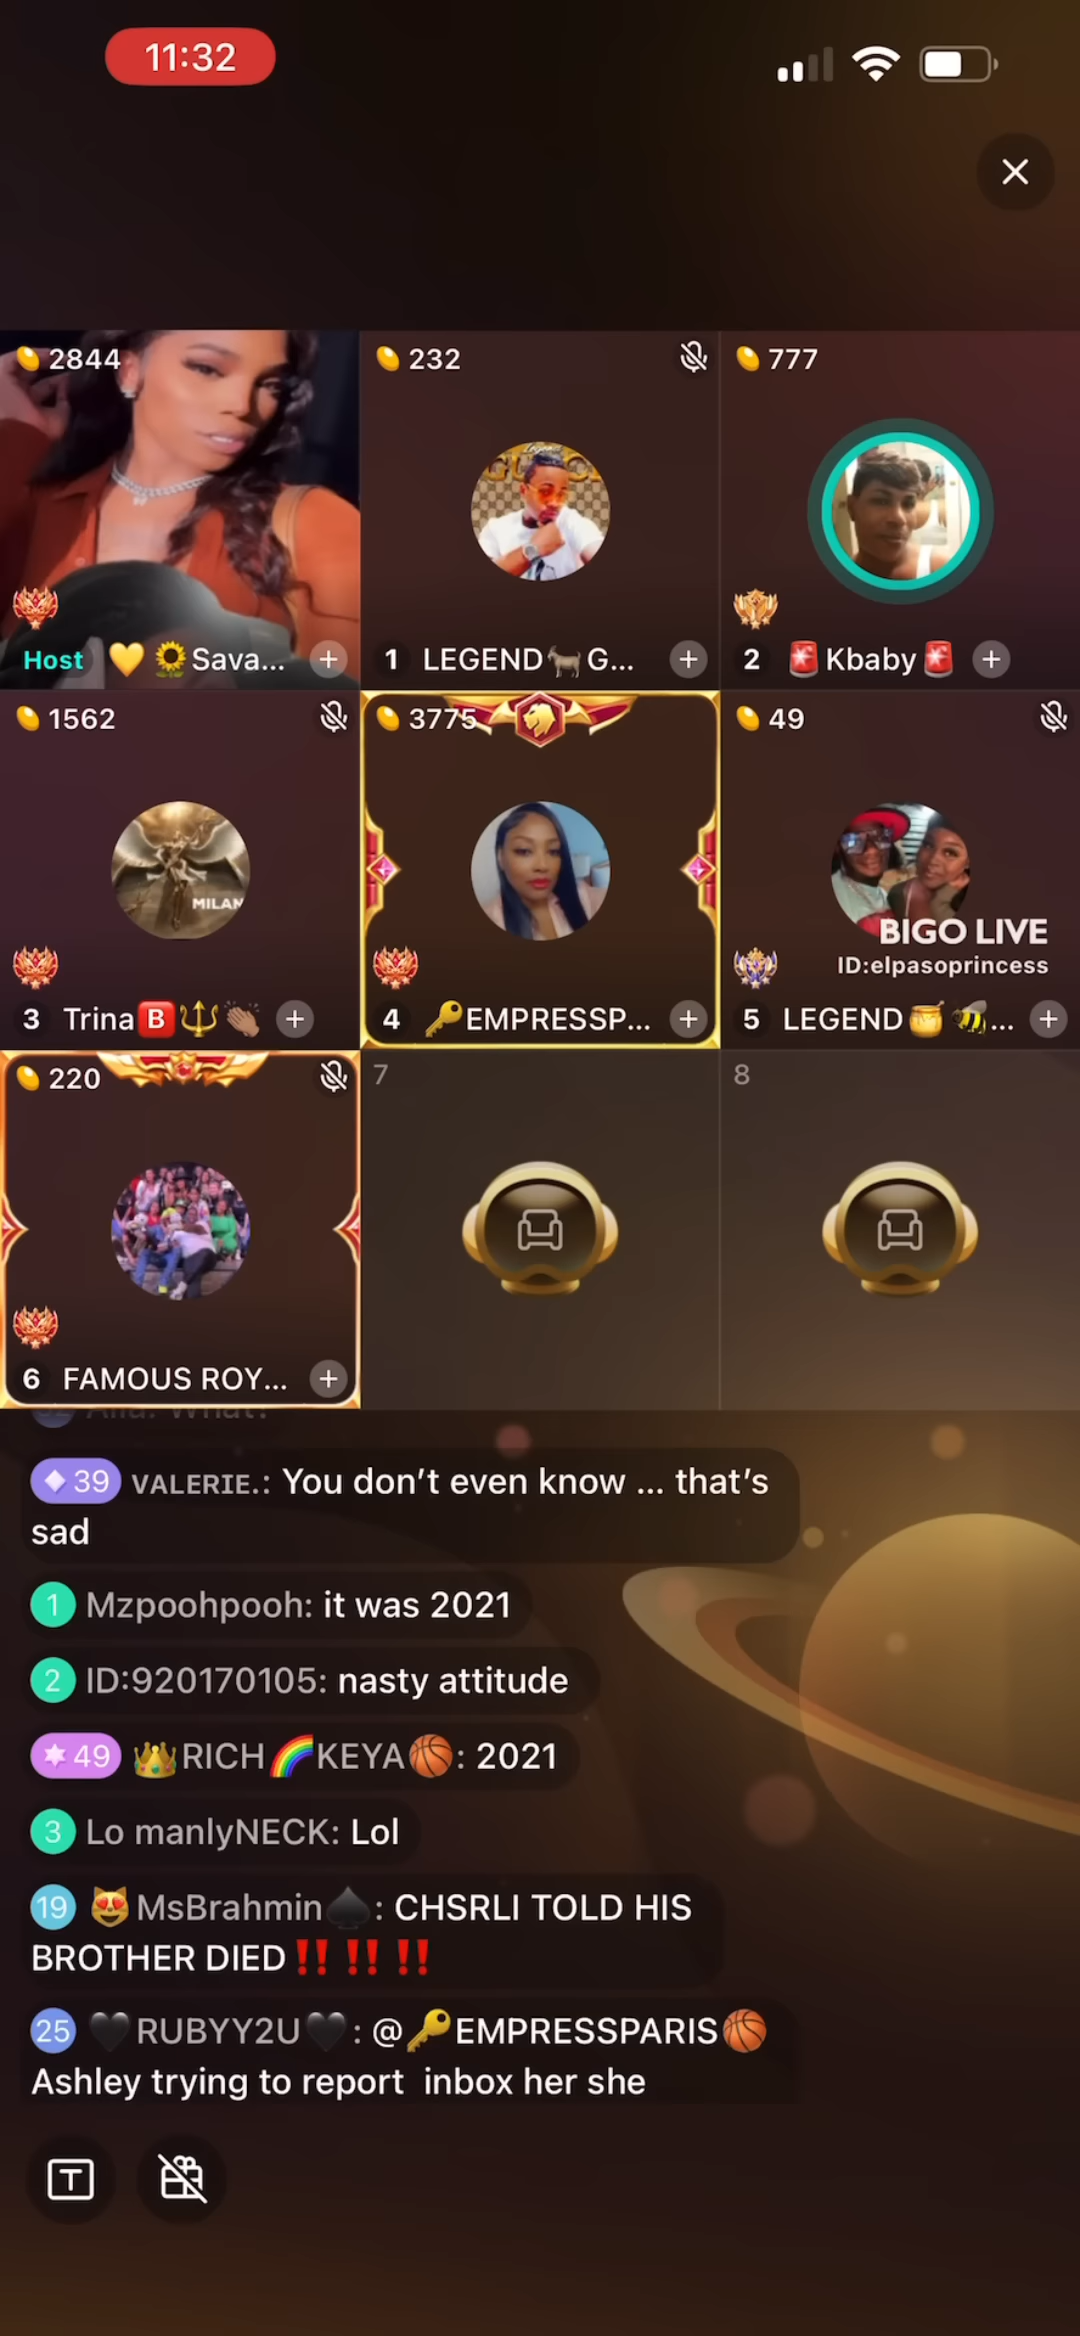 11:32
2844
232
777
Host 💛🌻Sava...
1 LEGEND🐐G...
2 🚨Kbaby🚨
1562
3775
49
MILAN
BIGO LIVE
ID:elpasoprincess
3 Trina🅱️🔱👏🏽
4 🔑EMPRESSP...
5 LEGEND🍯🐝...
220
7
8
6 FAMOUS ROY...
39 VALERIE.: You don’t even know ... that’s
sad
1 Mzpoohpooh: it was 2021
2 ID:920170105: nasty attitude
49 👑RICH🌈KEYA🏀: 2021
3 Lo manlyNECK: Lol
19 😻MsBrahmin♠️: CHSRLI TOLD HIS
BROTHER DIED‼️‼️‼️
25 🖤RUBYY2U🖤: @🔑EMPRESSPARIS🏀
Ashley trying to report inbox her she
T